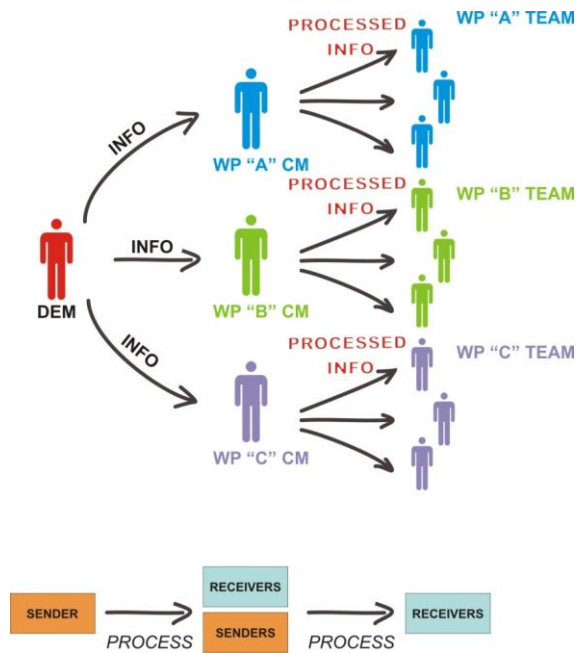 WP “A” TEAM
PROCESSED
INFO
INFO
WP “A” CM
PROCESSED
INFO
WP “B” TEAM
INFO
DEM
WP “B” CM
PROCESSED
INFO
WP “C” TEAM
INFO
WP “C” CM
SENDER
PROCESS
RECEIVERS
SENDERS
PROCESS
RECEIVERS